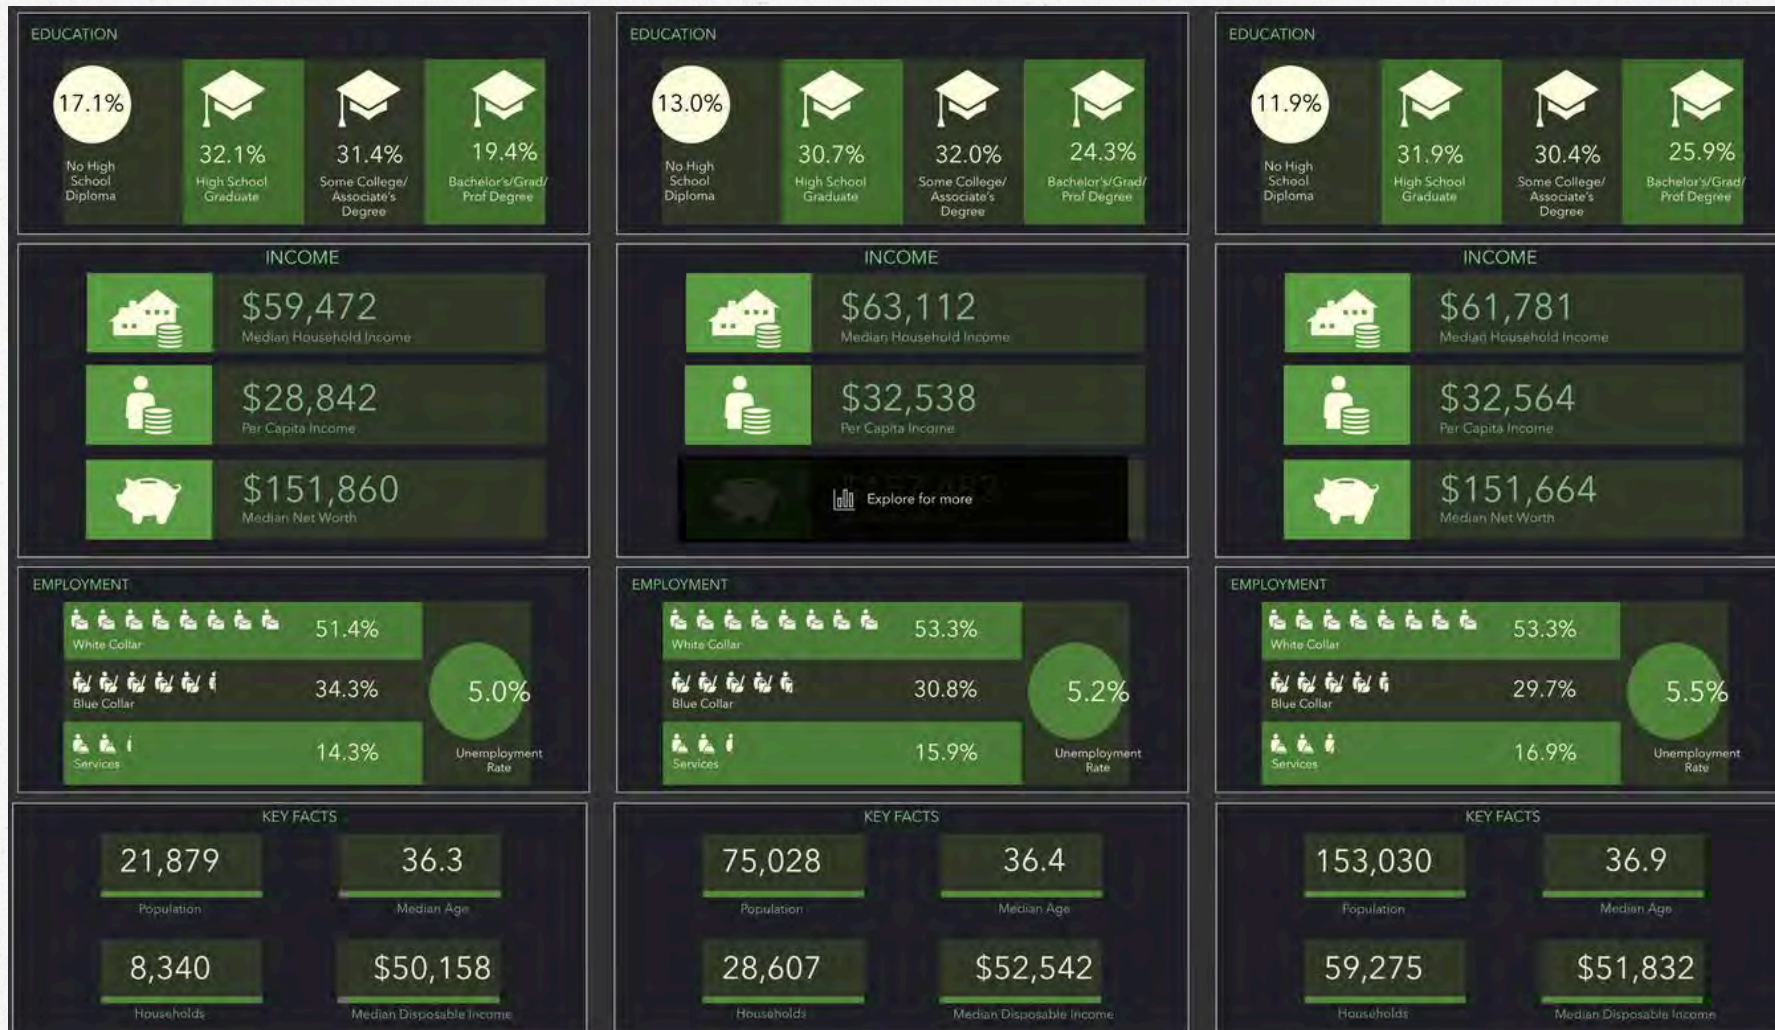 EDUCATION
17.1%
No High
School
Diploma
32.1%
High School
Graduate
31.4%
Some College/
Associate's
Degree
19.4%
Bachelor's/Grad/
Prof Degree
INCOME
$59,472
Median Household Income
$28,842
Per Capita Income
$151,860
Median Net Worth
EMPLOYMENT
51.4%
White Collar
34.3%
Blue Collar
14.3%
Services
5.0%
Unemployment
Rate
KEY FACTS
21,879
Population
36.3
Median Age
8,340
Households
$50,158
Median Disposable Income
EDUCATION
13.0%
No High
School
Diploma
30.7%
High School
Graduate
32.0%
Some College/
Associate's
Degree
24.3%
Bachelor's/Grad/
Prof Degree
INCOME
$63,112
Median Household Income
$32,538
Per Capita Income
Explore for more
EMPLOYMENT
53.3%
White Collar
30.8%
Blue Collar
15.9%
Services
5.2%
Unemployment
Rate
KEY FACTS
75,028
Population
36.4
Median Age
28,607
Households
$52,542
Median Disposable Income
EDUCATION
11.9%
No High
School
Diploma
31.9%
High School
Graduate
30.4%
Some College/
Associate's
Degree
25.9%
Bachelor's/Grad/
Prof Degree
INCOME
$61,781
Median Household Income
$32,564
Per Capita Income
$151,664
Median Net Worth
EMPLOYMENT
53.3%
White Collar
29.7%
Blue Collar
16.9%
Services
5.5%
Unemployment
Rate
KEY FACTS
153,030
Population
36.9
Median Age
59,275
Households
$51,832
Median Disposable Income